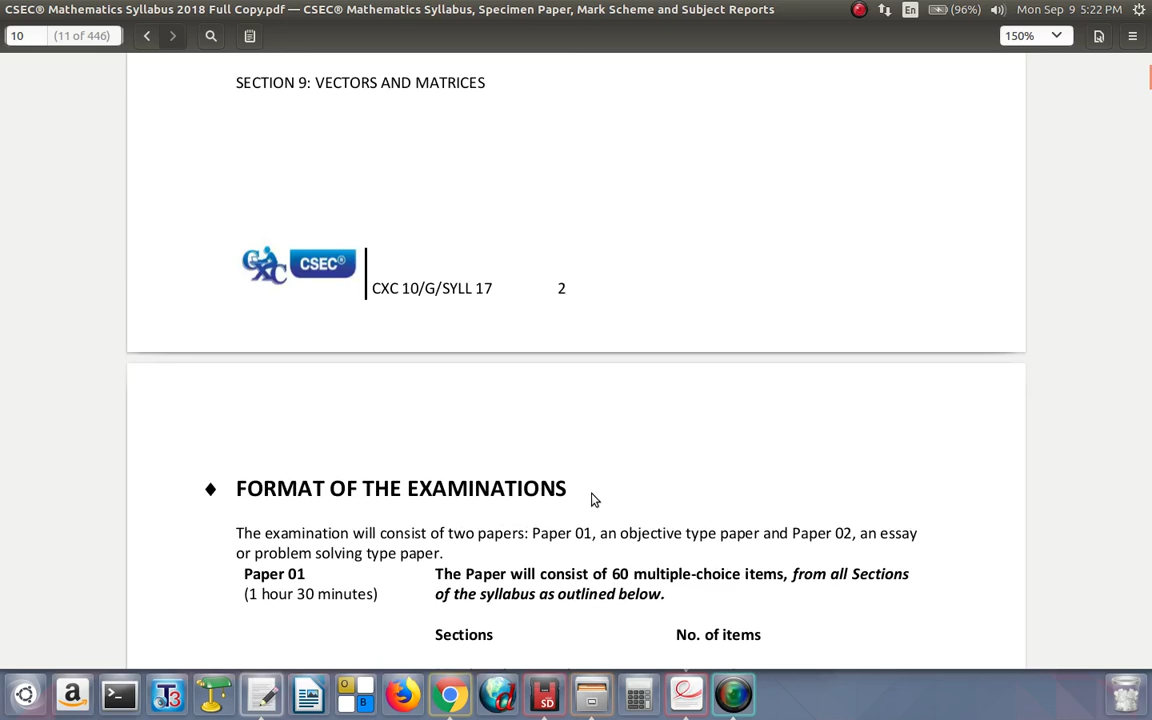 CSEC® Mathematics Syllabus 2018 Full Copy.pdf — CSEC® Mathematics Syllabus, Specimen Paper, Mark Scheme and Subject Reports
En
(96%)
Mon Sep 9 5:22 PM
10
(11 of 446)
150%
SECTION 9: VECTORS AND MATRICES
CXC
CSEC®
CXC 10/G/SYLL 17 2
♦ FORMAT OF THE EXAMINATIONS
The examination will consist of two papers: Paper 01, an objective type paper and Paper 02, an essay
or problem solving type paper.
Paper 01 The Paper will consist of 60 multiple-choice items, from all Sections
(1 hour 30 minutes) of the syllabus as outlined below.
Sections No. of items
a
T3
O
B
d
SD